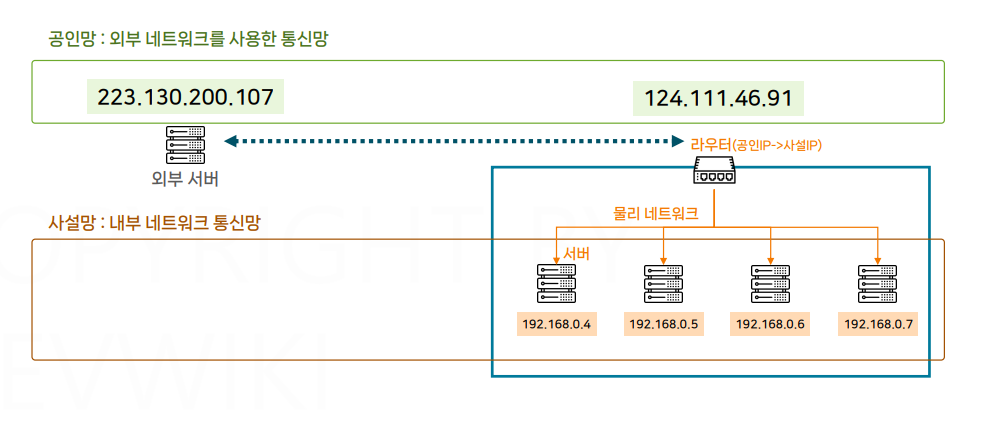 공인망 : 외부 네트워크를 사용한 통신망
223.130.200.107
124.111.46.91
라우터(공인IP->사설IP)
외부 서버
물리 네트워크
사설망 : 내부 네트워크 통신망
서버
192.168.0.4
192.168.0.5
192.168.0.6
192.168.0.7
OPYRIGHT BY
EVWIKI